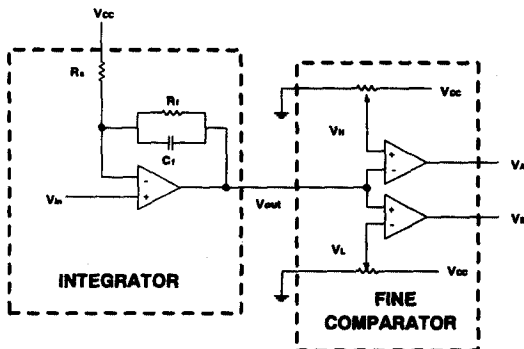 Vcc
Rs
Rf
Cf
-
+
Vin
Vout
INTEGRATOR
Vcc
VH
+
-
VA
+
-
VB
VL
Vcc
FINE
COMPARATOR